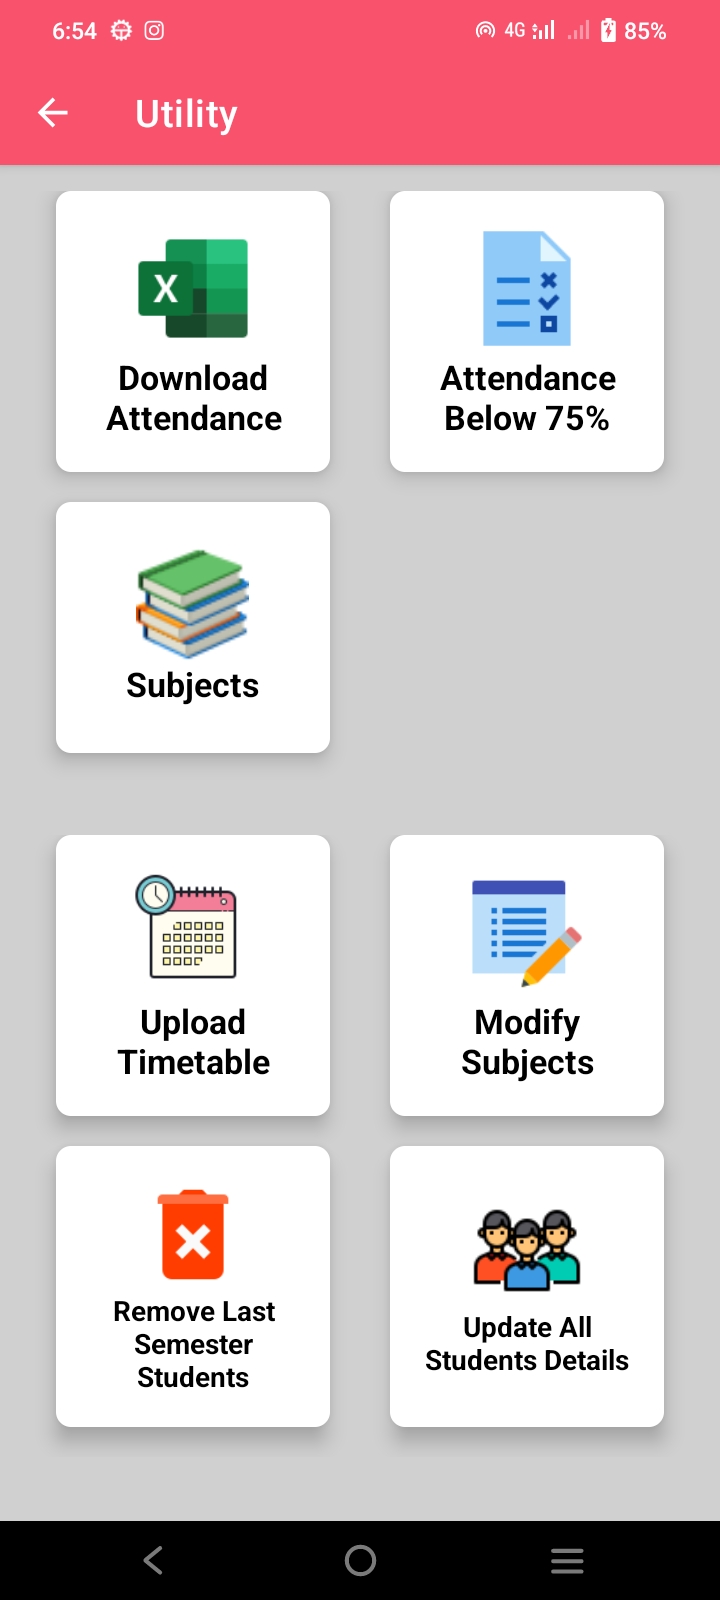 6:54 4G 85%
Utility
X
Download
Attendance
Attendance
Below 75%
Subjects
Upload
Timetable
Modify
Subjects
Remove Last
Semester
Students
Update All
Students Details